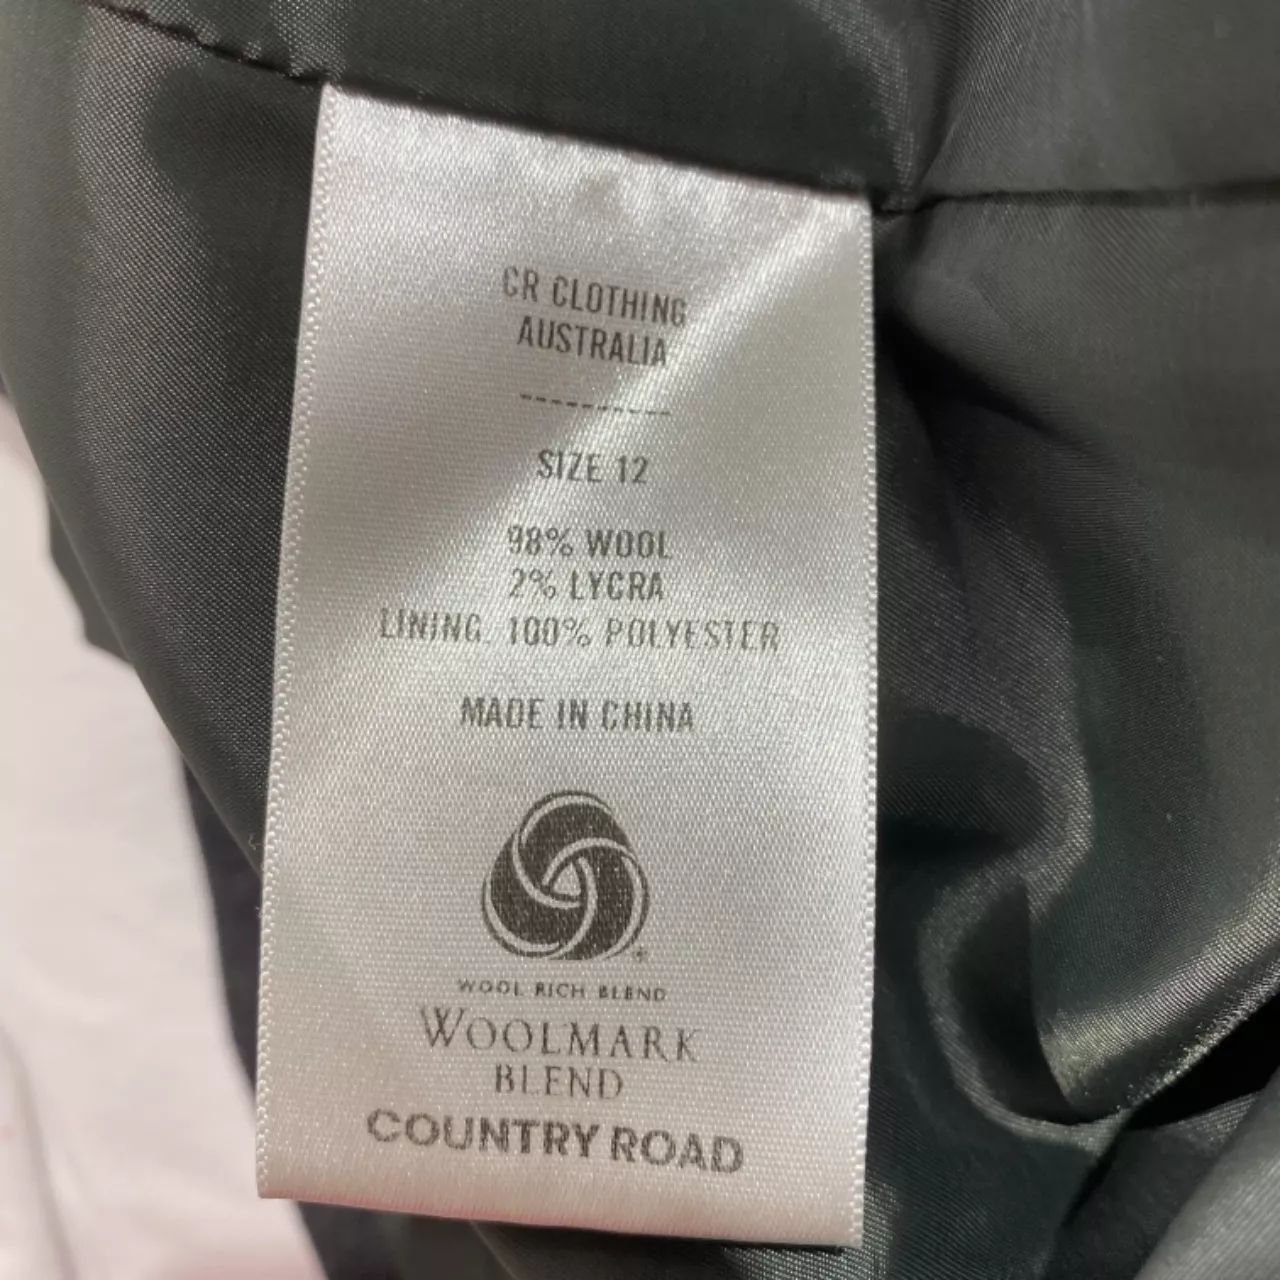 CR CLOTHING
AUSTRALIA
----------
SIZE 12
98% WOOL
2% LYCRA
LINING: 100% POLYESTER
MADE IN CHINA
WOOL RICH BLEND
WOOLMARK
BLEND
COUNTRY ROAD